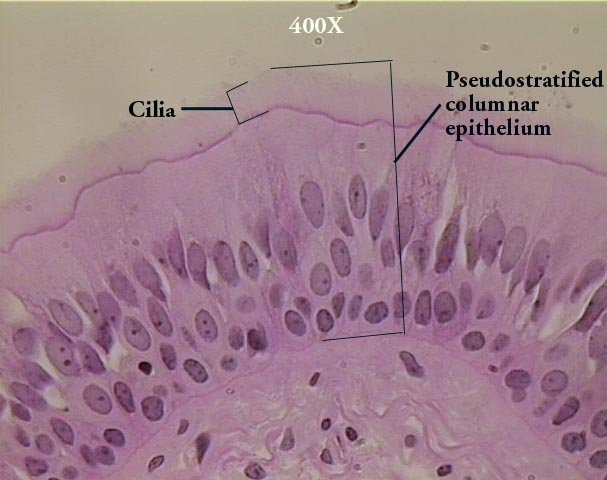 400X
Cilia
Pseudostratified
columnar
epithelium